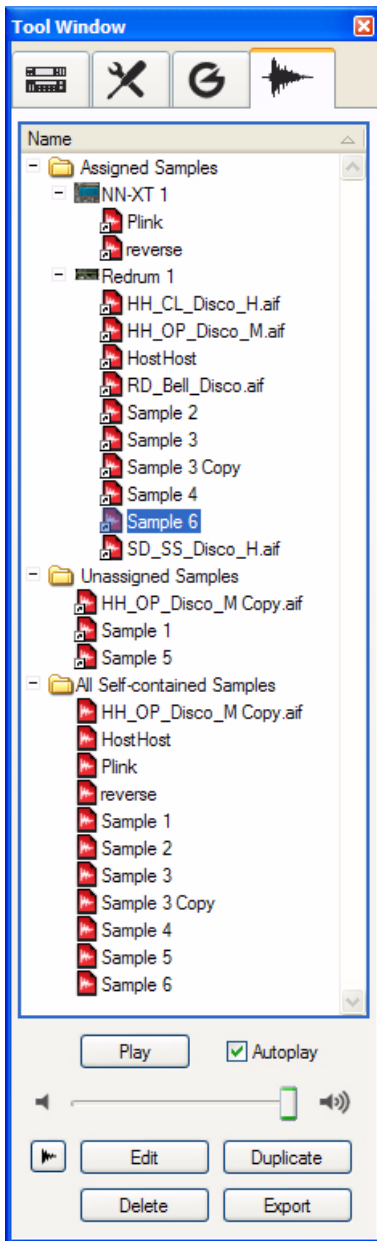 Tool Window
Name
Assigned Samples
NN-XT 1
Plink
reverse
Redrum 1
HH_CL_Disco_H.aif
HH_OP_Disco_M.aif
HostHost
RD_Bell_Disco.aif
Sample 2
Sample 3
Sample 3 Copy
Sample 4
Sample 6
SD_SS_Disco_H.aif
Unassigned Samples
HH_OP_Disco_M Copy.aif
Sample 1
Sample 5
All Self-contained Samples
HH_OP_Disco_M Copy.aif
HostHost
Plink
reverse
Sample 1
Sample 2
Sample 3
Sample 3 Copy
Sample 4
Sample 5
Sample 6
Play Autoplay
Edit Duplicate
Delete Export